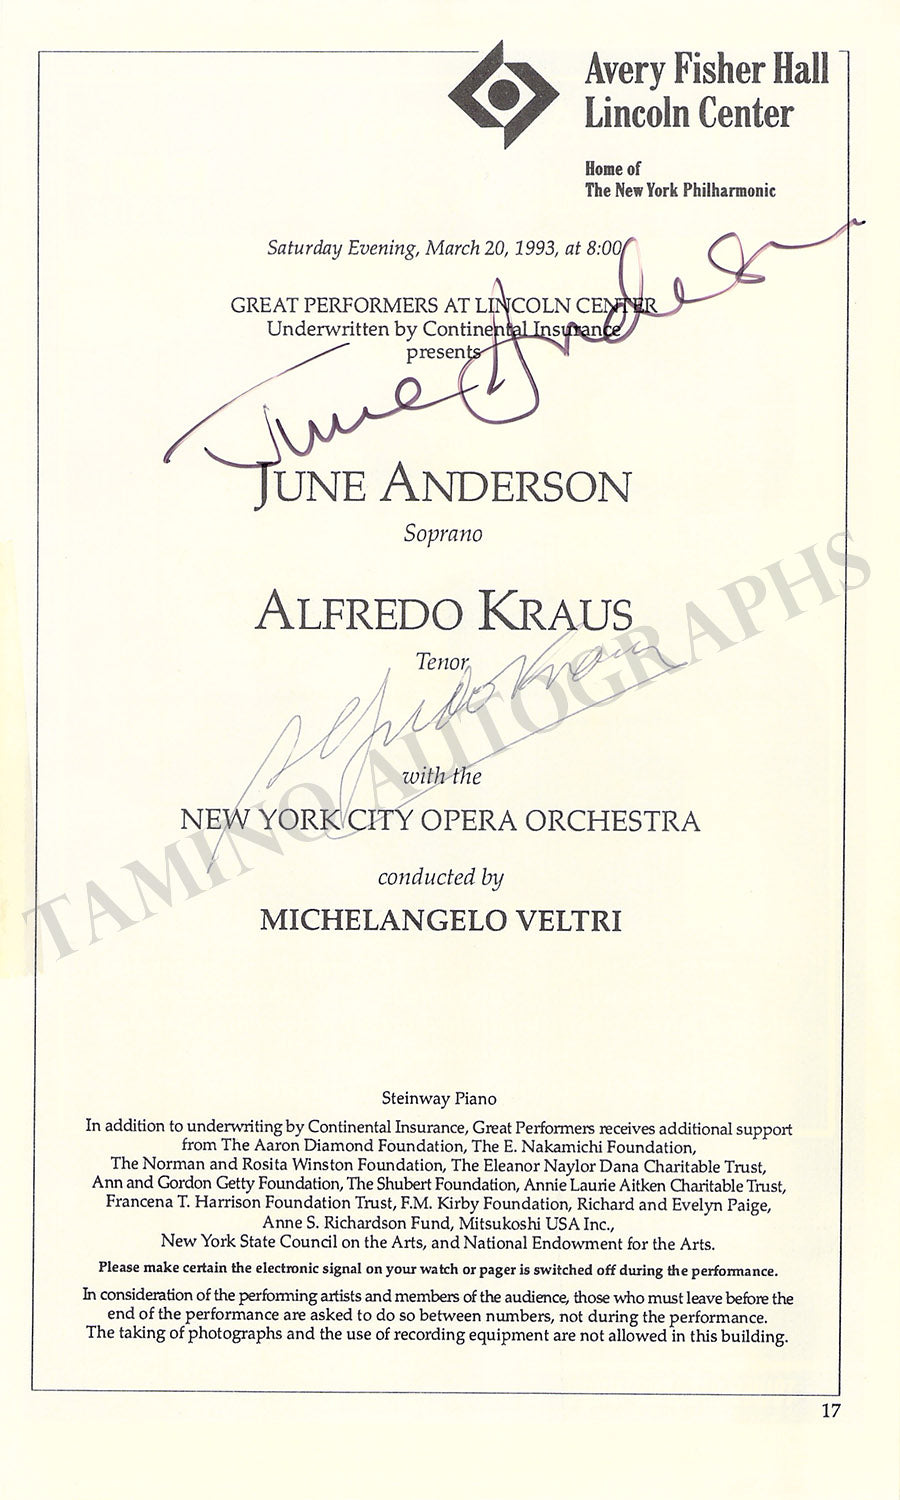 Avery Fisher Hall
Lincoln Center
Home of
The New York Philharmonic
Saturday Evening, March 20, 1993, at 8:00
GREAT PERFORMERS AT LINCOLN CENTER
Underwritten by Continental Insurance
presents
June Anderson
JUNE ANDERSON
Soprano
ALFREDO KRAUS
Tenor
Alfredo Kraus
with the
NEW YORK CITY OPERA ORCHESTRA
conducted by
MICHELANGELO VELTRI
TAMINO AUTOGRAPHS
Steinway Piano
In addition to underwriting by Continental Insurance, Great Performers receives additional support
from The Aaron Diamond Foundation, The E. Nakamichi Foundation,
The Norman and Rosita Winston Foundation, The Eleanor Naylor Dana Charitable Trust,
Ann and Gordon Getty Foundation, The Shubert Foundation, Annie Laurie Aitken Charitable Trust,
Francena T. Harrison Foundation Trust, F.M. Kirby Foundation, Richard and Evelyn Paige,
Anne S. Richardson Fund, Mitsukoshi USA Inc.,
New York State Council on the Arts, and National Endowment for the Arts.
Please make certain the electronic signal on your watch or pager is switched off during the performance.
In consideration of the performing artists and members of the audience, those who must leave before the
end of the performance are asked to do so between numbers, not during the performance.
The taking of photographs and the use of recording equipment are not allowed in this building.
17